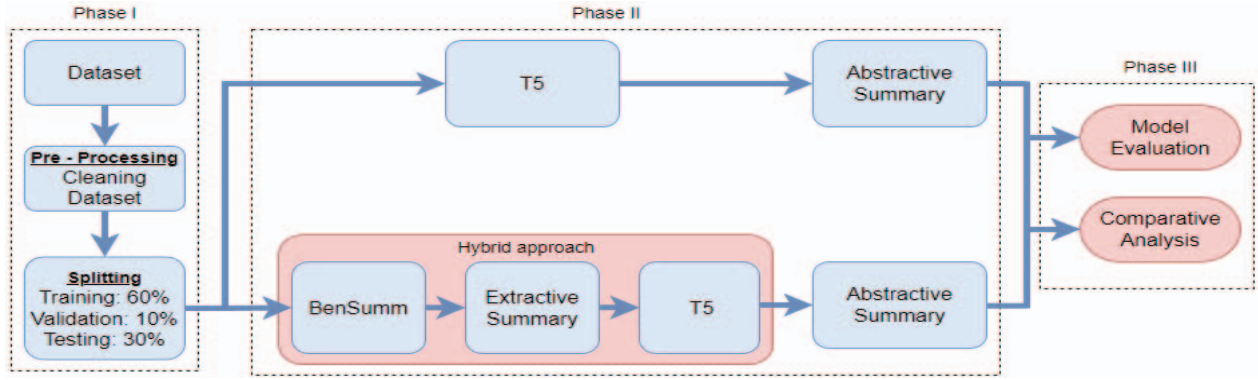 Phase I
Dataset
Pre - Processing
Cleaning
Dataset
Splitting
Training: 60%
Validation: 10%
Testing: 30%
Phase II
T5
Abstractive
Summary
Hybrid approach
BenSumm
Extractive
Summary
T5
Abstractive
Summary
Phase III
Model
Evaluation
Comparative
Analysis